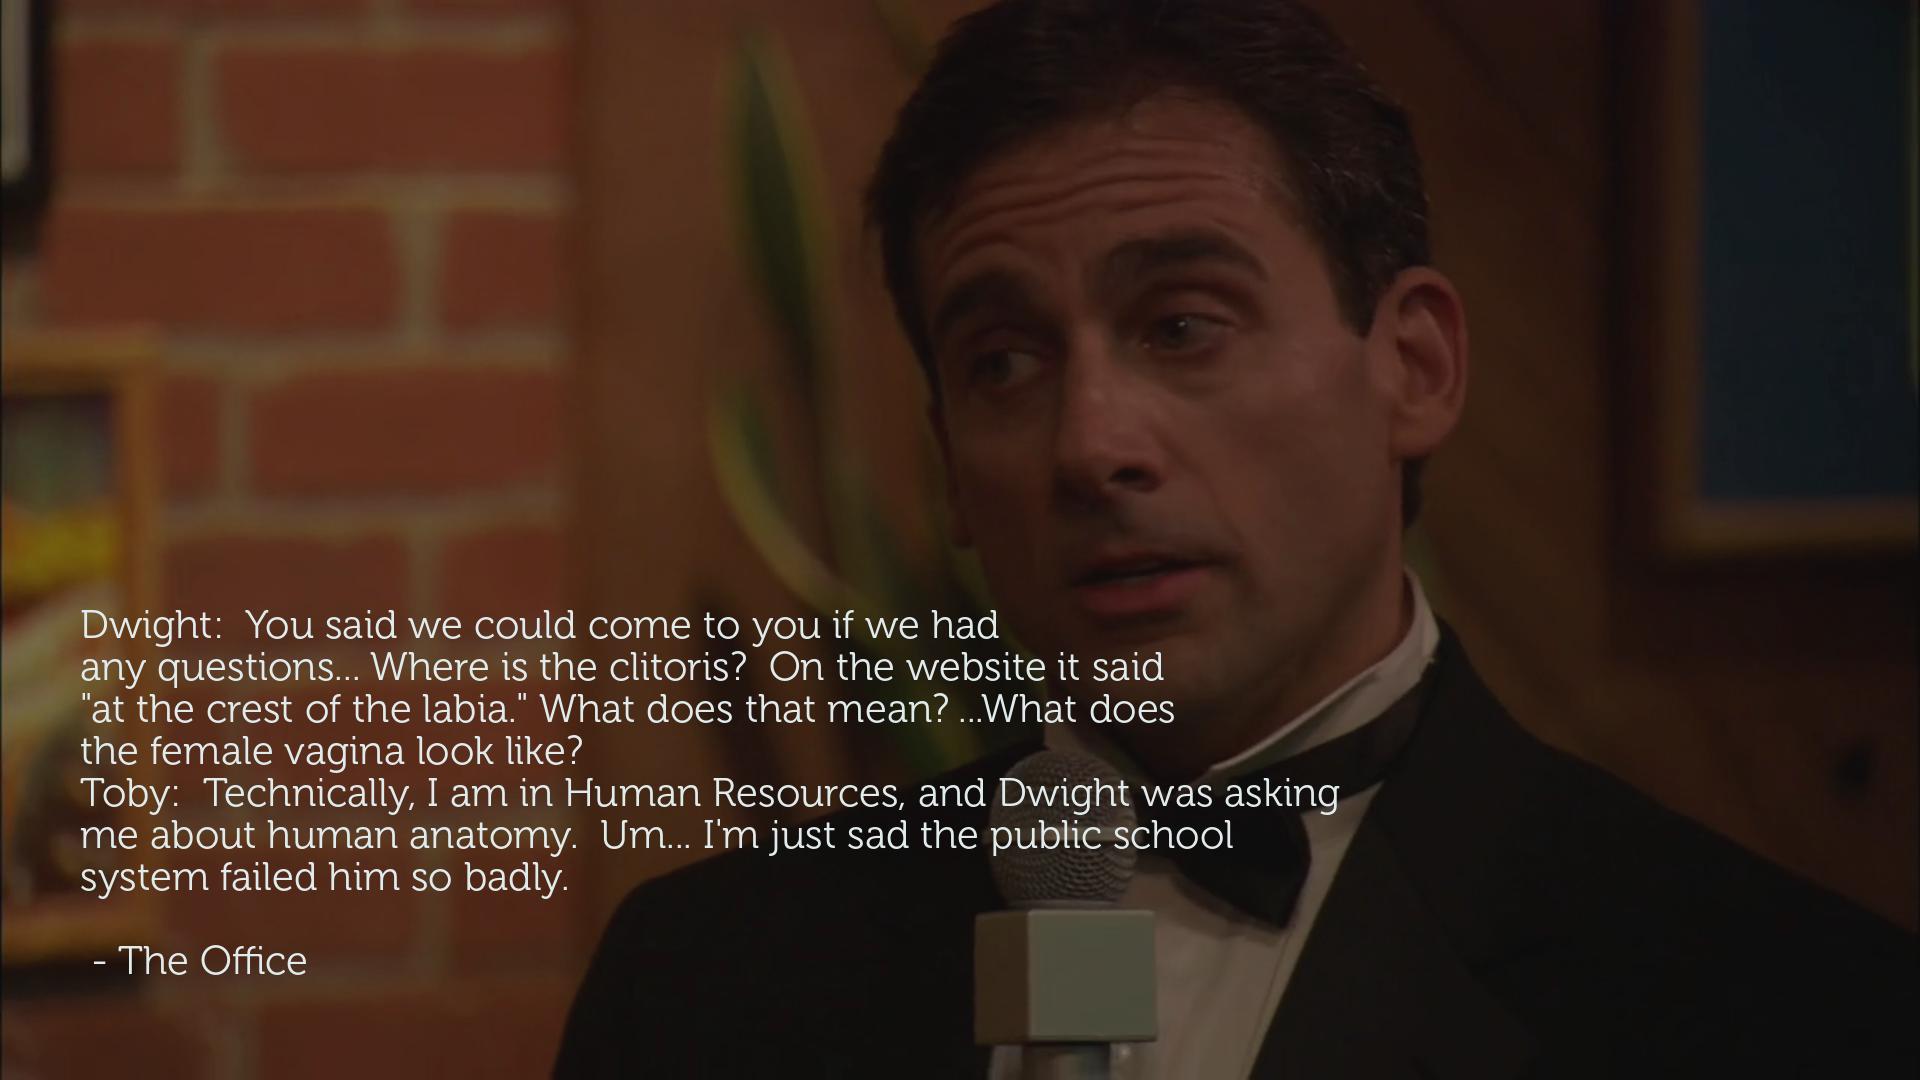 Dwight:  You said we could come to you if we had
any questions... Where is the clitoris?  On the website it said
"at the crest of the labia." What does that mean? ...What does
the female vagina look like?
Toby:  Technically, I am in Human Resources, and Dwight was asking
me about human anatomy.  Um... I'm just sad the public school
system failed him so badly.
- The Office